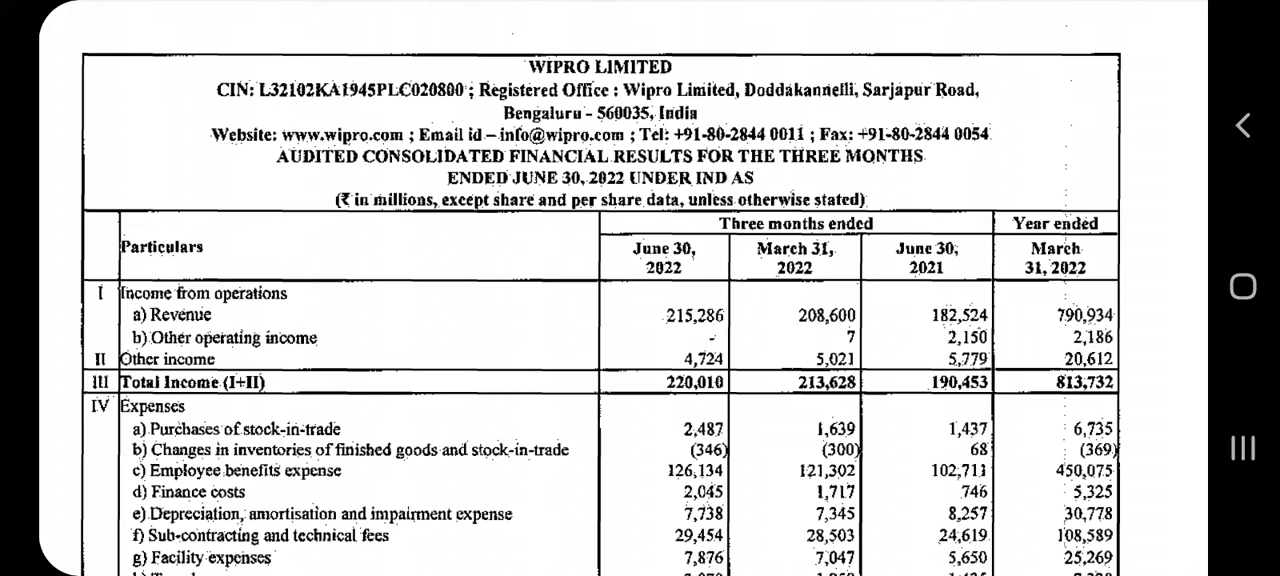 WIPRO LIMITED
CIN: L32102KA1945PLC020800 ; Registered Office : Wipro Limited, Doddakannelli, Sarjapur Road,
Bengaluru - 560035, India
Website: www.wipro.com ; Email id – info@wipro.com ; Tel: +91-80-2844 0011 ; Fax: +91-80-2844 0054
AUDITED CONSOLIDATED FINANCIAL RESULTS FOR THE THREE MONTHS
ENDED JUNE 30, 2022 UNDER IND AS
(₹ in millions, except share and per share data, unless otherwise stated)
Particulars Three months ended Year ended
June 30, 2022 March 31, 2022 June 30, 2021 March 31, 2022
I Income from operations
a) Revenue 215,286 208,600 182,524 790,934
b) Other operating income - 7 2,150 2,186
II Other income 4,724 5,021 5,779 20,612
III Total Income (I+II) 220,010 213,628 190,453 813,732
IV Expenses
a) Purchases of stock-in-trade 2,487 1,639 1,437 6,735
b) Changes in inventories of finished goods and stock-in-trade (346) (300) 68 (369)
c) Employee benefits expense 126,134 121,302 102,711 450,075
d) Finance costs 2,045 1,717 746 5,325
e) Depreciation, amortisation and impairment expense 7,738 7,345 8,257 30,778
f) Sub-contracting and technical fees 29,454 28,503 24,619 108,589
g) Facility expenses 7,876 7,047 5,650 25,269